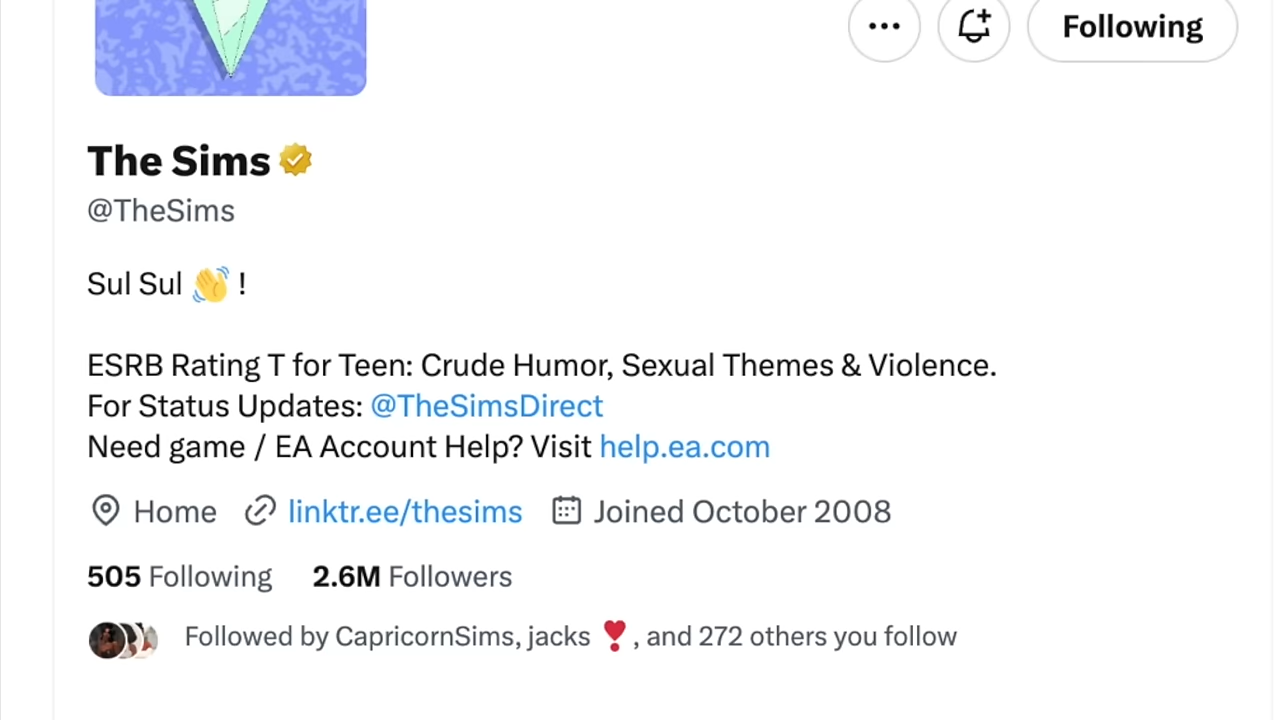 Following
The Sims
@TheSims
Sul Sul 👋 !
ESRB Rating T for Teen: Crude Humor, Sexual Themes & Violence.
For Status Updates: @TheSimsDirect
Need game / EA Account Help? Visit help.ea.com
Home linktr.ee/thesims Joined October 2008
505 Following 2.6M Followers
Followed by CapricornSims, jacks ❣️, and 272 others you follow